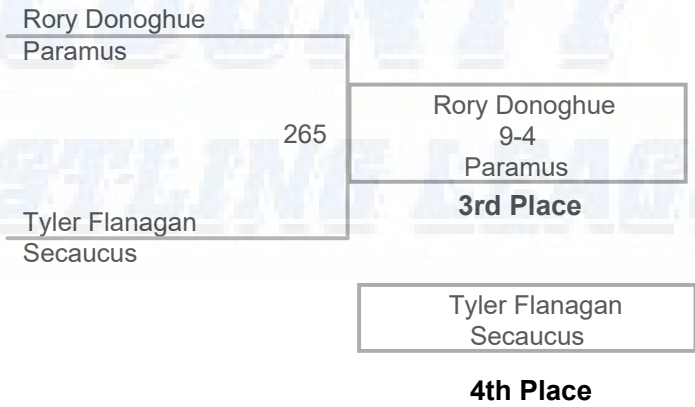 Rory Donoghue
Paramus
265
Rory Donoghue
9-4
Paramus
3rd Place
Tyler Flanagan
Secaucus
Tyler Flanagan
Secaucus
4th Place